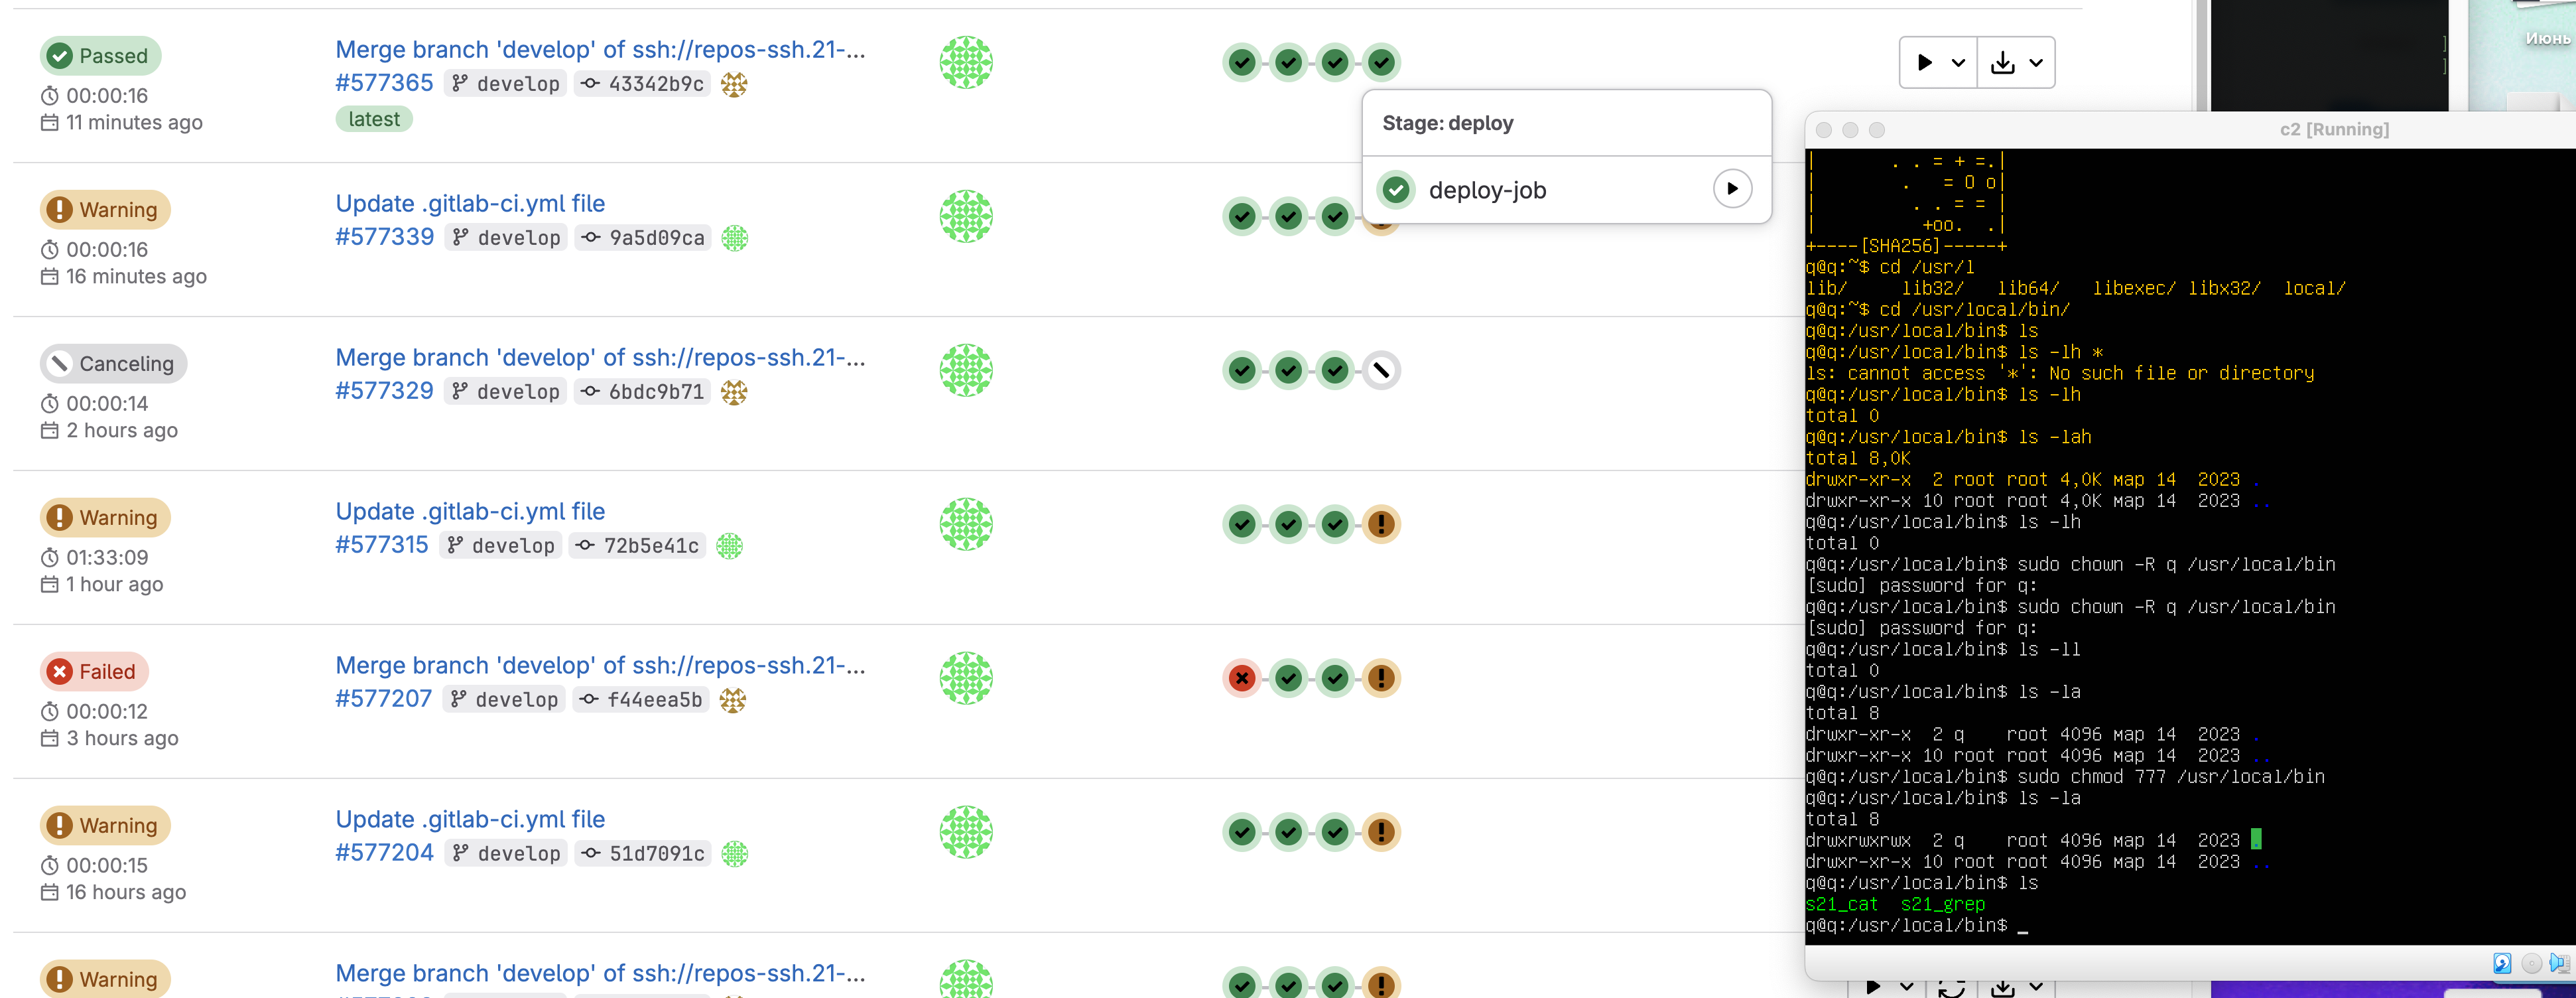 Passed
00:00:16
11 minutes ago
Merge branch 'develop' of ssh://repos-ssh.21-...
#577365 develop 43342b9c
latest
Stage: deploy
deploy-job
Warning
00:00:16
16 minutes ago
Update .gitlab-ci.yml file
#577339 develop 9a5d09ca
Canceling
00:00:14
2 hours ago
Merge branch 'develop' of ssh://repos-ssh.21-...
#577329 develop 6bdc9b71
Warning
01:33:09
1 hour ago
Update .gitlab-ci.yml file
#577315 develop 72b5e41c
Failed
00:00:12
3 hours ago
Merge branch 'develop' of ssh://repos-ssh.21-...
#577207 develop f44eea5b
Warning
00:00:15
16 hours ago
Update .gitlab-ci.yml file
#577204 develop 51d7091c
Warning
Merge branch 'develop' of ssh://repos-ssh.21-...
Июнь
c2 [Running]
| . . = + =.|
| . = O o|
| . . = = |
| +oo. .|
+----[SHA256]-----+
q@q:~$ cd /usr/l
lib/ lib32/ lib64/ libexec/ libx32/ local/
q@q:~$ cd /usr/local/bin/
q@q:/usr/local/bin$ ls
q@q:/usr/local/bin$ ls -lh *
ls: cannot access '*': No such file or directory
q@q:/usr/local/bin$ ls -lh
total 0
q@q:/usr/local/bin$ ls -lah
total 8,0K
drwxr-xr-x 2 root root 4,0K мар 14 2023 .
drwxr-xr-x 10 root root 4,0K мар 14 2023 ..
q@q:/usr/local/bin$ ls -lh
total 0
q@q:/usr/local/bin$ sudo chown -R q /usr/local/bin
[sudo] password for q:
q@q:/usr/local/bin$ sudo chown -R q /usr/local/bin
[sudo] password for q:
q@q:/usr/local/bin$ ls -ll
total 0
q@q:/usr/local/bin$ ls -la
total 8
drwxr-xr-x 2 q root 4096 мар 14 2023 .
drwxr-xr-x 10 root root 4096 мар 14 2023 ..
q@q:/usr/local/bin$ sudo chmod 777 /usr/local/bin
q@q:/usr/local/bin$ ls -la
total 8
drwxrwxrwx 2 q root 4096 мар 14 2023 .
drwxr-xr-x 10 root root 4096 мар 14 2023 ..
q@q:/usr/local/bin$ ls
s21_cat s21_grep
q@q:/usr/local/bin$ _